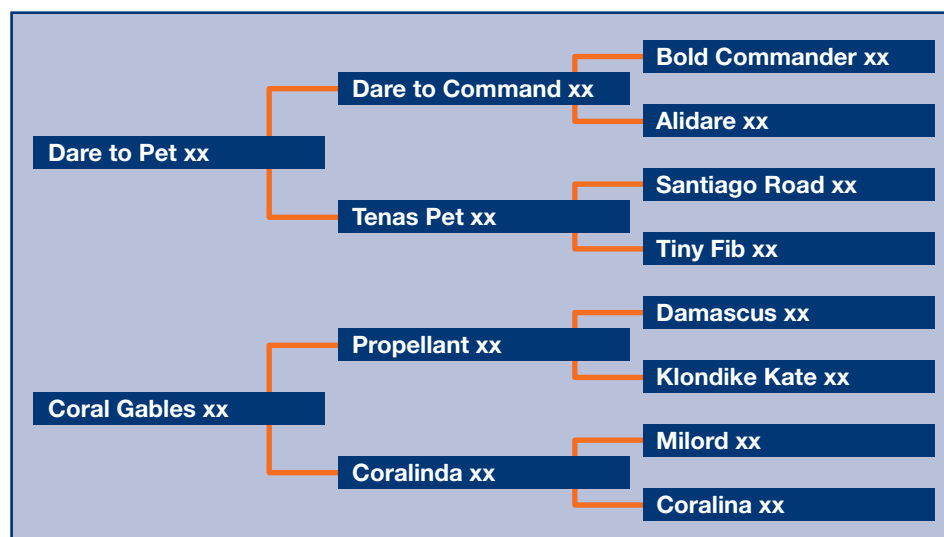 Bold Commander xx
Dare to Command xx
Alidare xx
Dare to Pet xx
Santiago Road xx
Tenas Pet xx
Tiny Fib xx
Damascus xx
Propellant xx
Klondike Kate xx
Coral Gables xx
Milord xx
Coralinda xx
Coralina xx